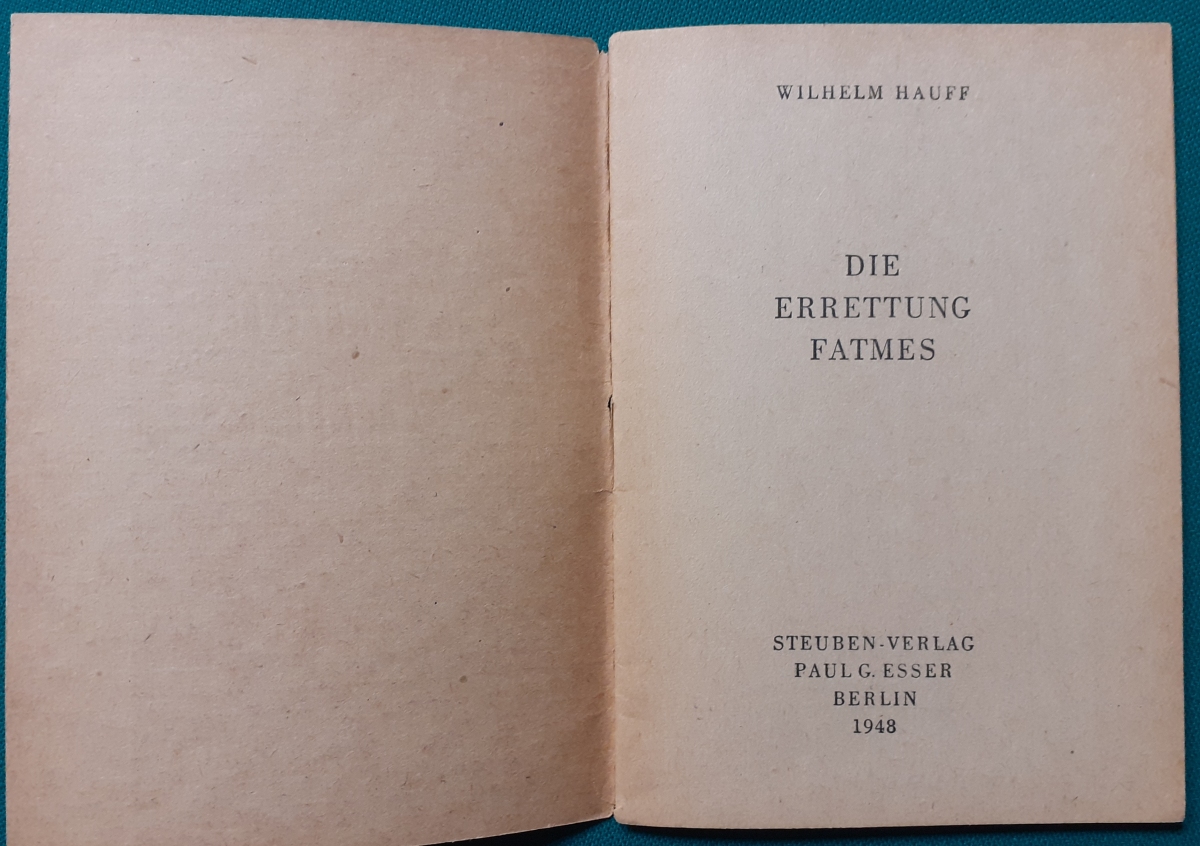 WILHELM HAUFF
DIE
ERRETTUNG
FATMES
STEUBEN-VERLAG
PAUL G. ESSER
BERLIN
1948